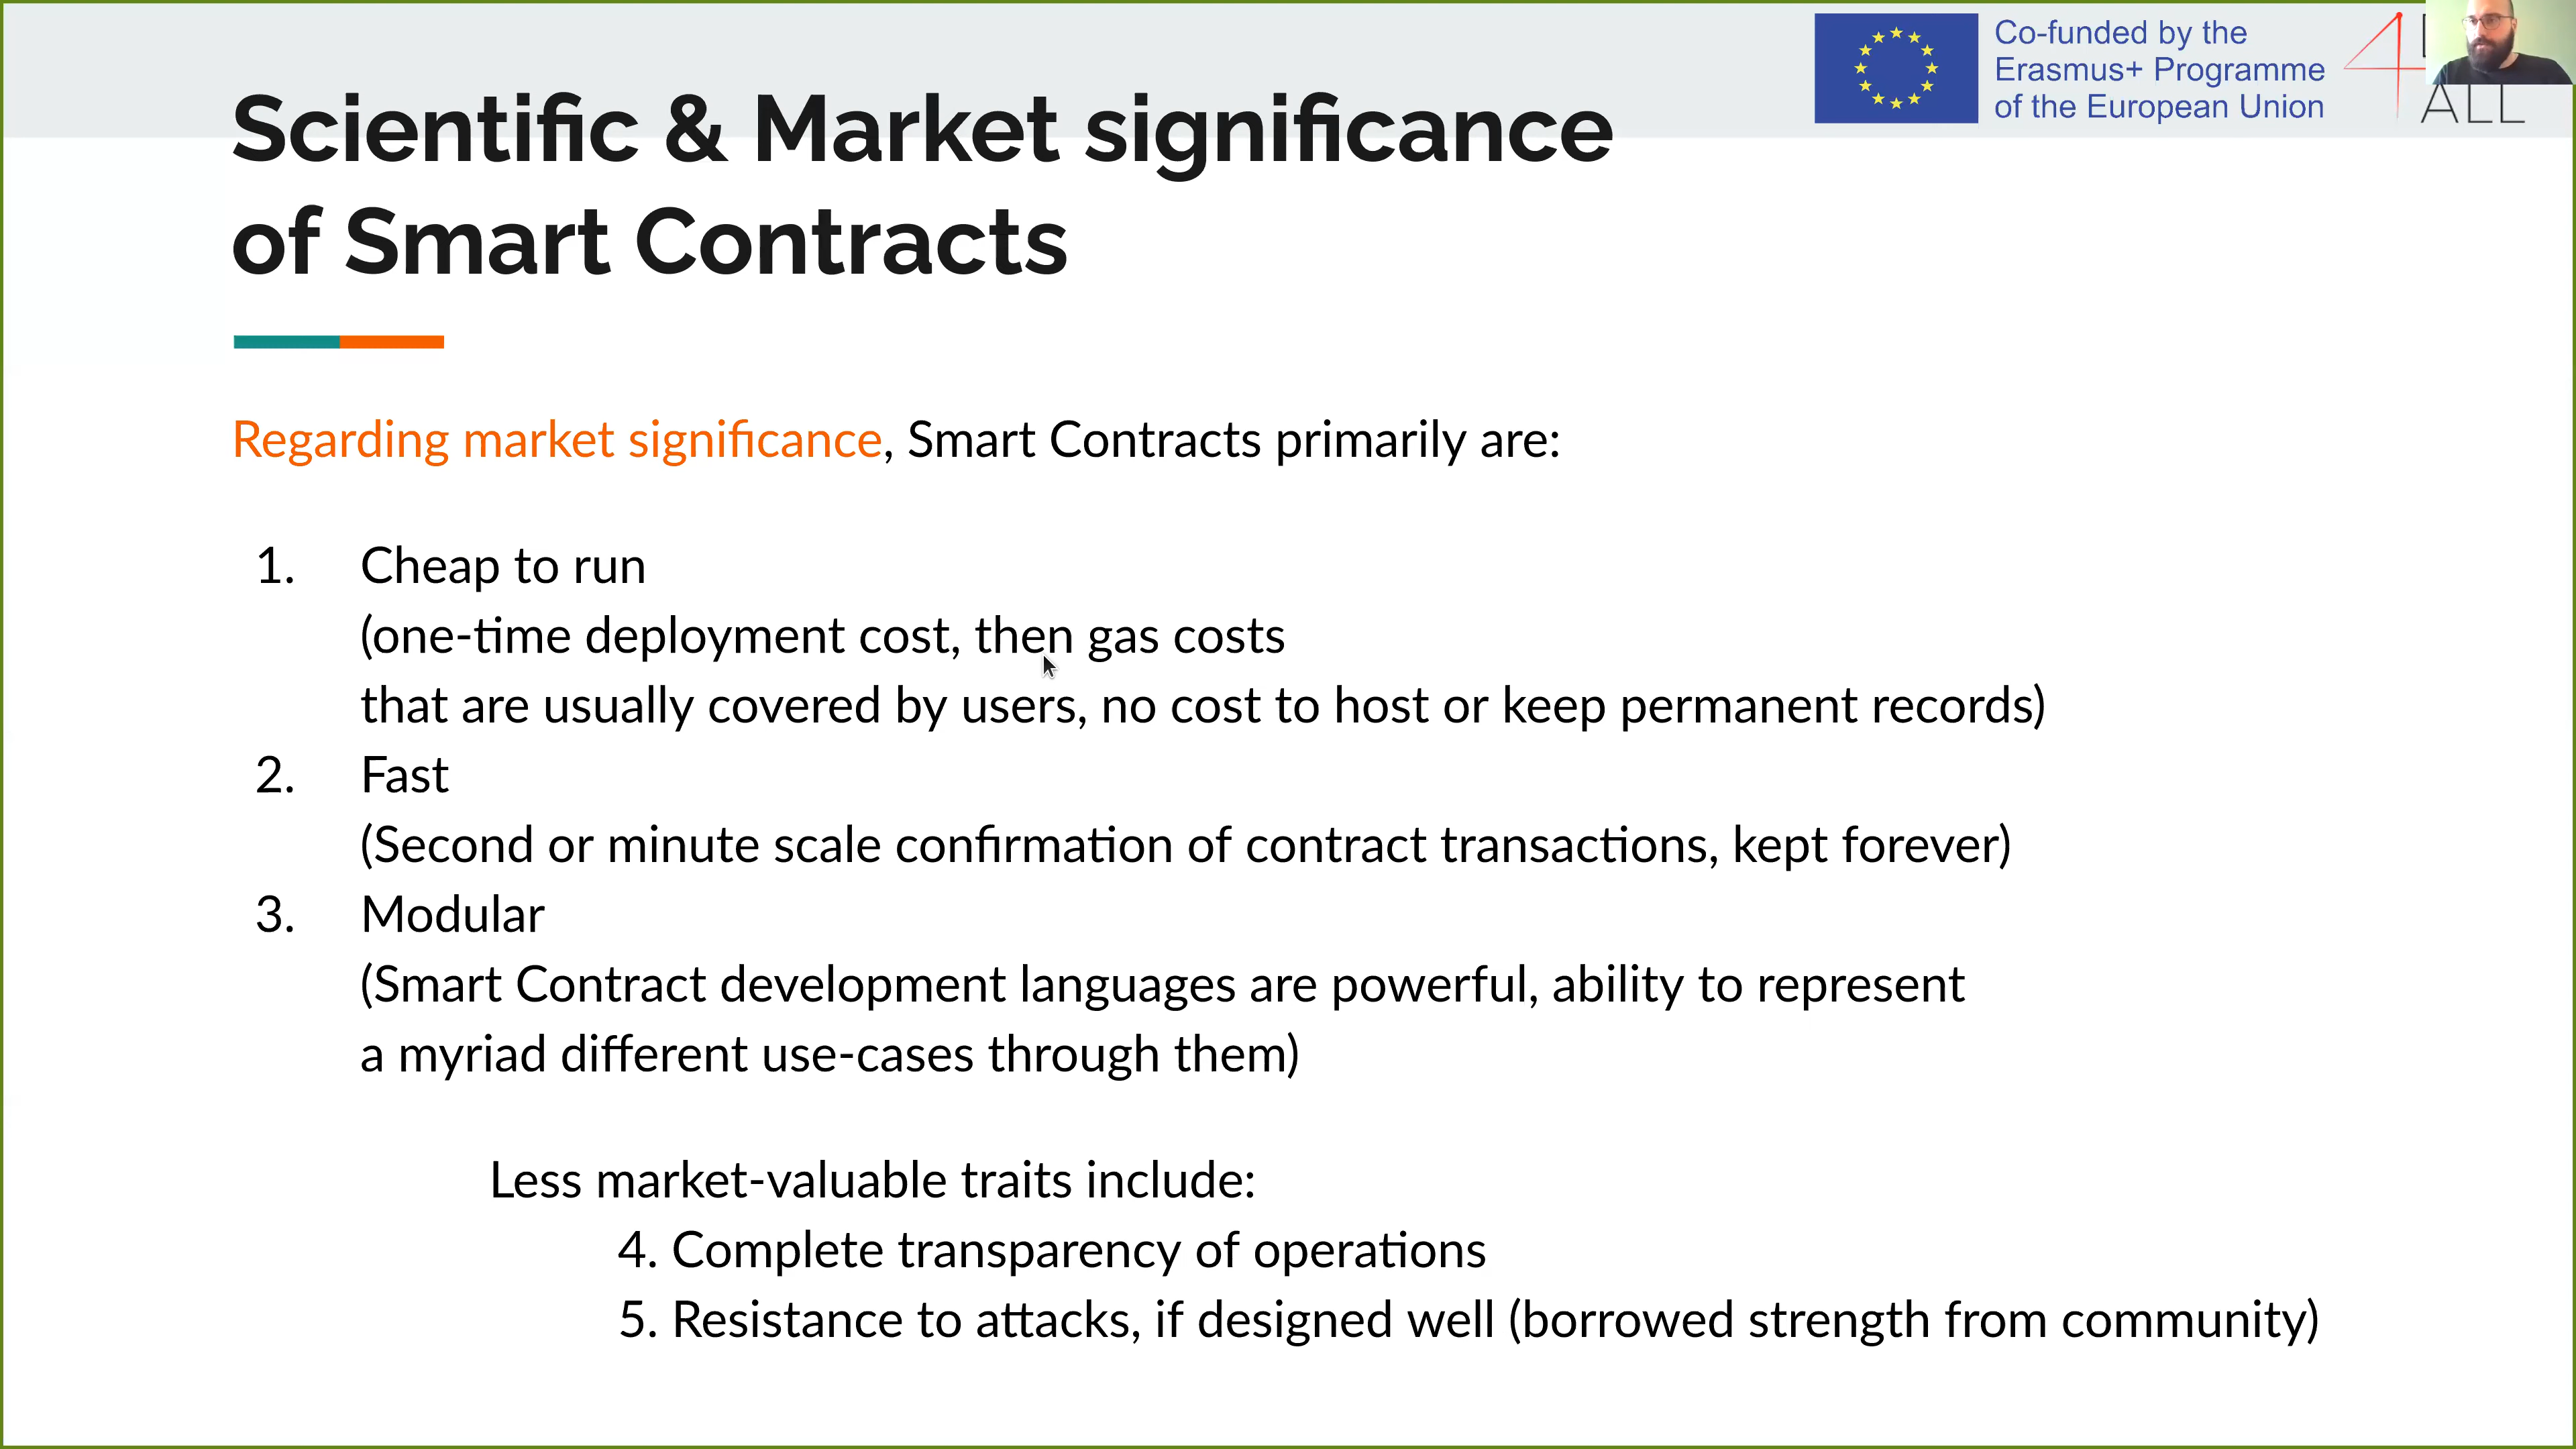 Co-funded by the
Erasmus+ Programme
of the European Union
4
ALL
Scientific & Market significance
of Smart Contracts
Regarding market significance, Smart Contracts primarily are:
1. Cheap to run
(one-time deployment cost, then gas costs
that are usually covered by users, no cost to host or keep permanent records)
2. Fast
(Second or minute scale confirmation of contract transactions, kept forever)
3. Modular
(Smart Contract development languages are powerful, ability to represent
a myriad different use-cases through them)
Less market-valuable traits include:
4. Complete transparency of operations
5. Resistance to attacks, if designed well (borrowed strength from community)